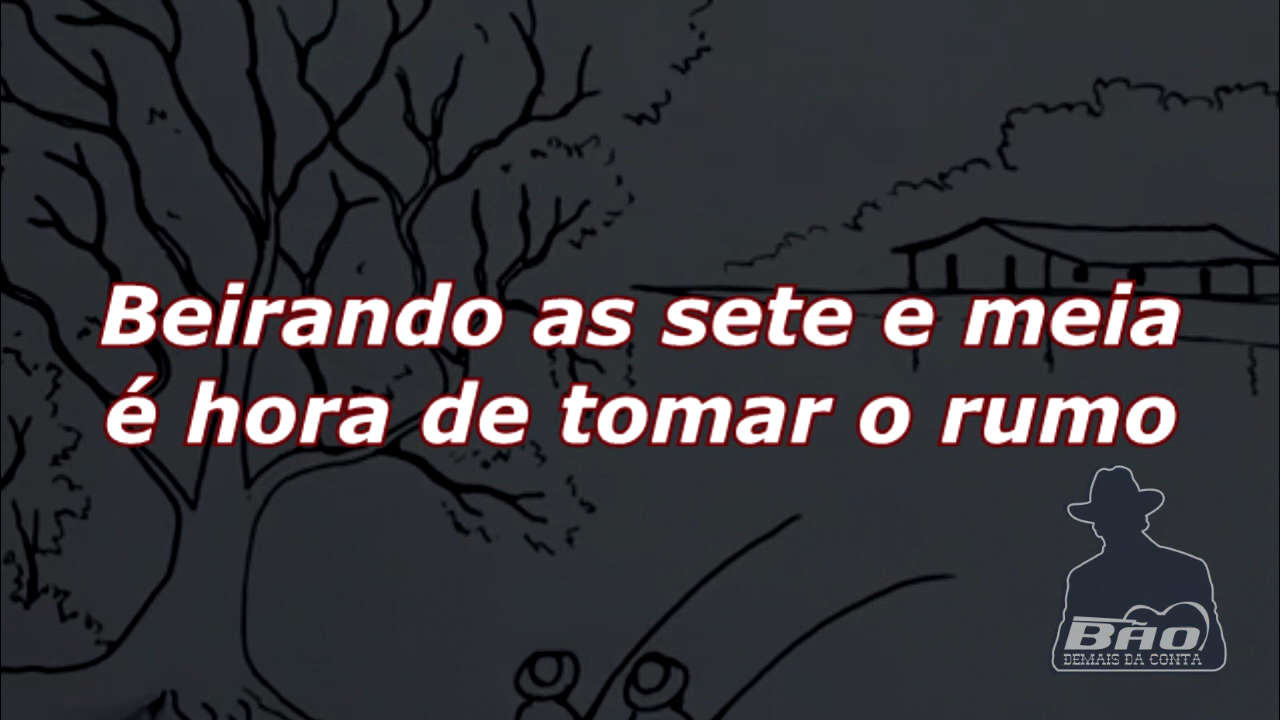 Beirando as sete e meia
é hora de tomar o rumo
BÃO
DEMAIS DA CONTA